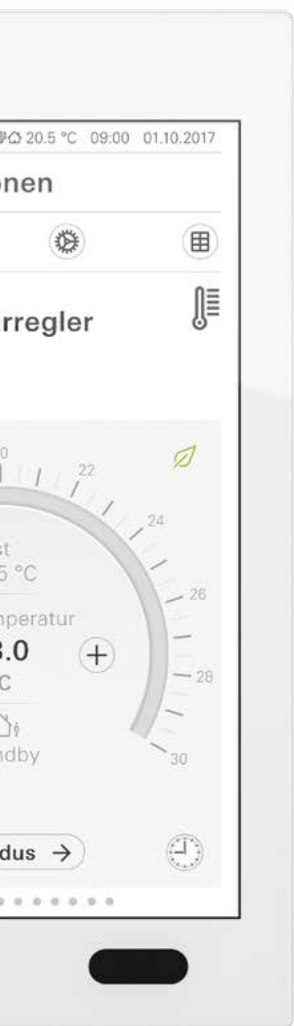 20.5 °C 09:00 01.10.2017
onen
rregler
0
22
24
26
28
30
st
5 °C
mperatur
3.0
C
ndby
dus →